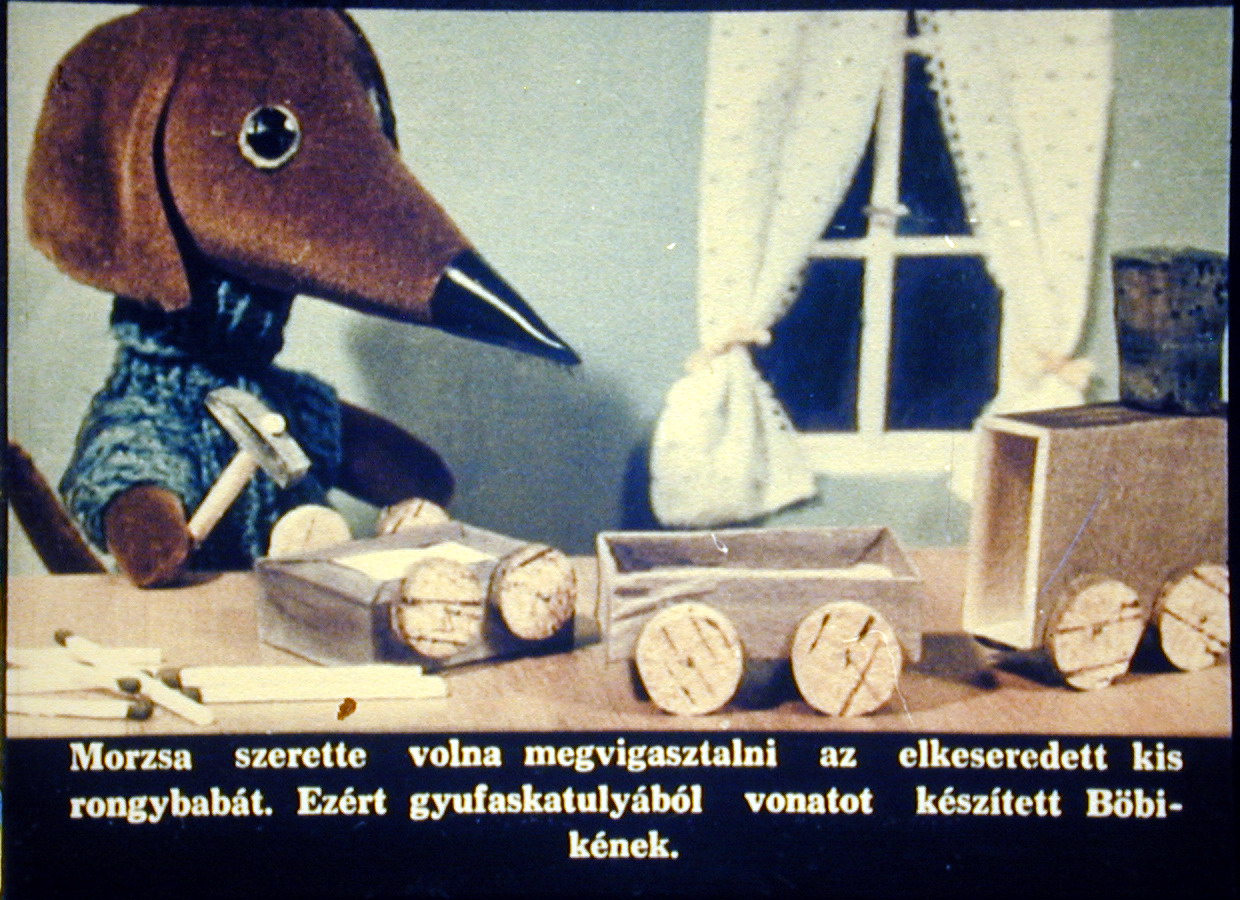 Morzsa szerette volna megvigasztalni az elkeseredett kis
rongybabát. Ezért gyufaskatulyából vonatot készített Böbi-
kének.